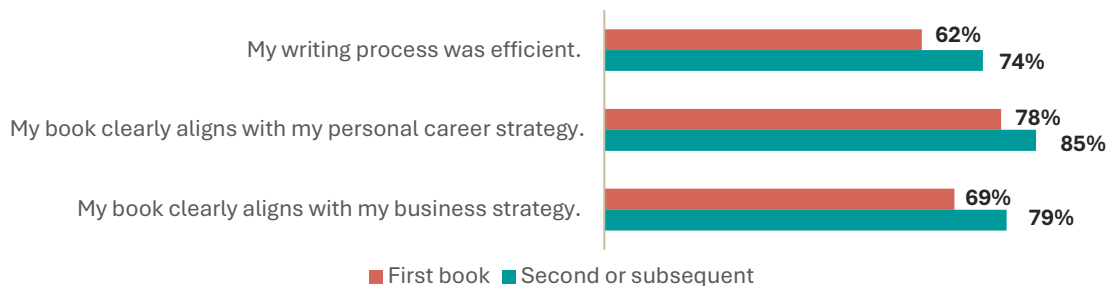 My writing process was efficient.
62%
74%
My book clearly aligns with my personal career strategy.
78%
85%
My book clearly aligns with my business strategy.
69%
79%
First book
Second or subsequent